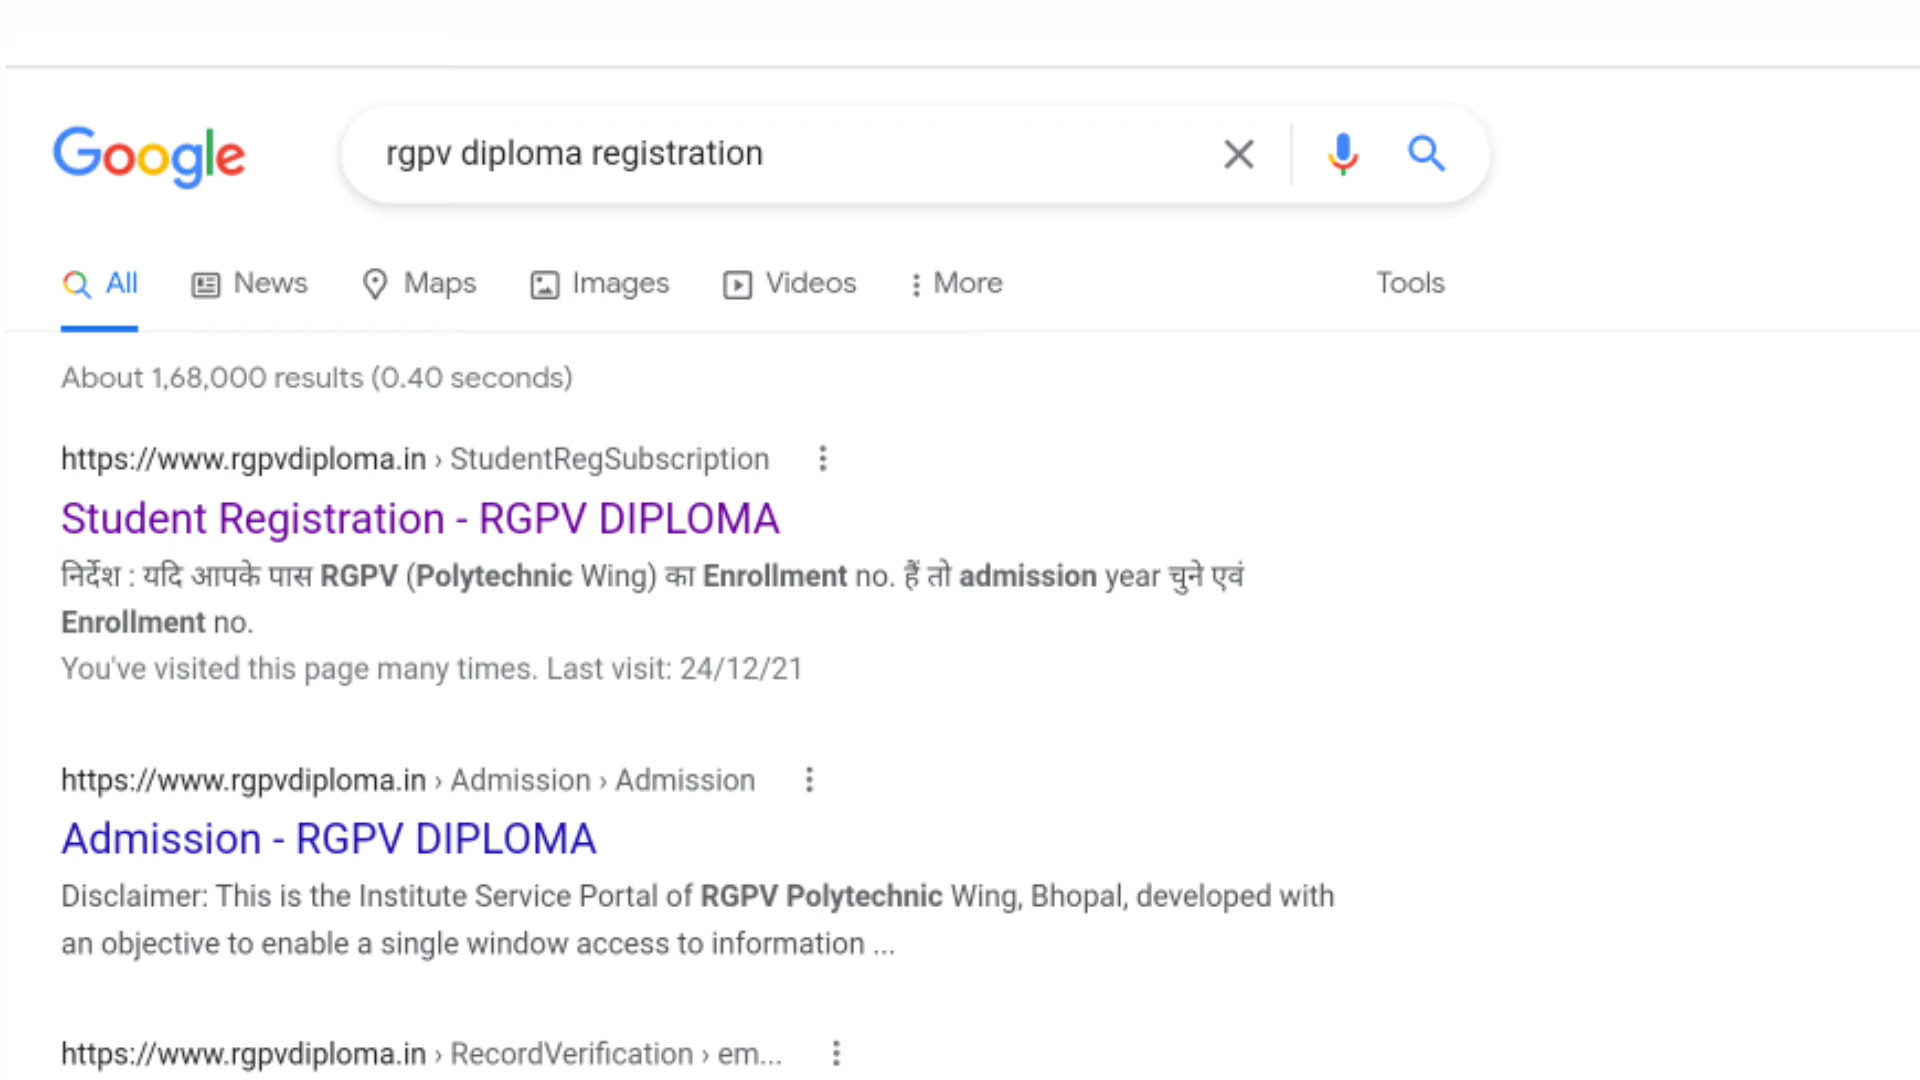 Google
rgpv diploma registration
All News Maps Images Videos More Tools
About 1,68,000 results (0.40 seconds)
https://www.rgpvdiploma.in › StudentRegSubscription
Student Registration - RGPV DIPLOMA
निर्देश : यदि आपके पास RGPV (Polytechnic Wing) का Enrollment no. हैं तो admission year चुने एवं
Enrollment no.
You've visited this page many times. Last visit: 24/12/21
https://www.rgpvdiploma.in › Admission › Admission
Admission - RGPV DIPLOMA
Disclaimer: This is the Institute Service Portal of RGPV Polytechnic Wing, Bhopal, developed with
an objective to enable a single window access to information ...
https://www.rgpvdiploma.in › RecordVerification › em...